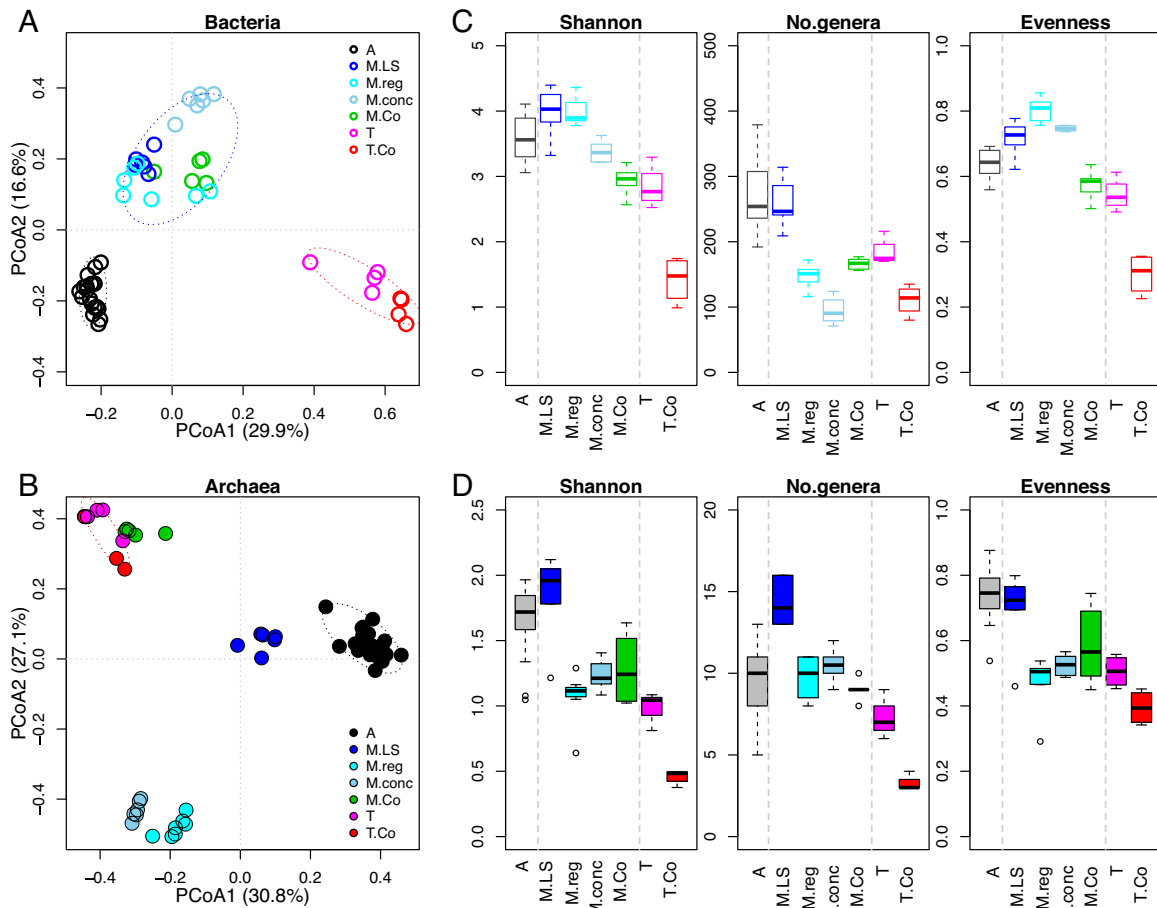 A
Bacteria
A
M.LS
M.reg
M.conc
M.Co
T
T.Co
PCoA2 (16.6%)
0.4
0.2
0.0
−0.2
−0.4
−0.2
0.0
0.2
0.4
0.6
PCoA1 (29.9%)
C
Shannon
5
4
3
2
1
0
A
M.LS
M.reg
M.conc
M.Co
T
T.Co
No.genera
500
400
300
200
100
0
A
M.LS
M.reg
M.conc
M.Co
T
T.Co
Evenness
1.0
0.8
0.6
0.4
0.2
0.0
A
M.LS
M.reg
M.conc
M.Co
T
T.Co
B
Archaea
A
M.LS
M.reg
M.conc
M.Co
T
T.Co
PCoA2 (27.1%)
0.4
0.2
0.0
−0.2
−0.4
−0.4
−0.2
0.0
0.2
0.4
PCoA1 (30.8%)
D
Shannon
2.5
2.0
1.5
1.0
0.5
0.0
A
M.LS
M.reg
M.conc
M.Co
T
T.Co
No.genera
20
15
10
5
0
A
M.LS
M.reg
M.conc
M.Co
T
T.Co
Evenness
1.0
0.8
0.6
0.4
0.2
0.0
A
M.LS
M.reg
.conc
M.Co
T
T.Co